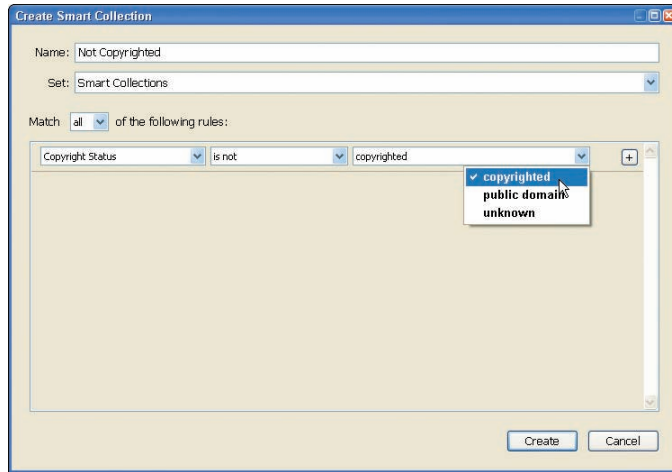 Create Smart Collection
Name: Not Copyrighted
Set: Smart Collections
Match all of the following rules:
Copyright Status is not copyrighted
copyrighted
public domain
unknown
Create Cancel